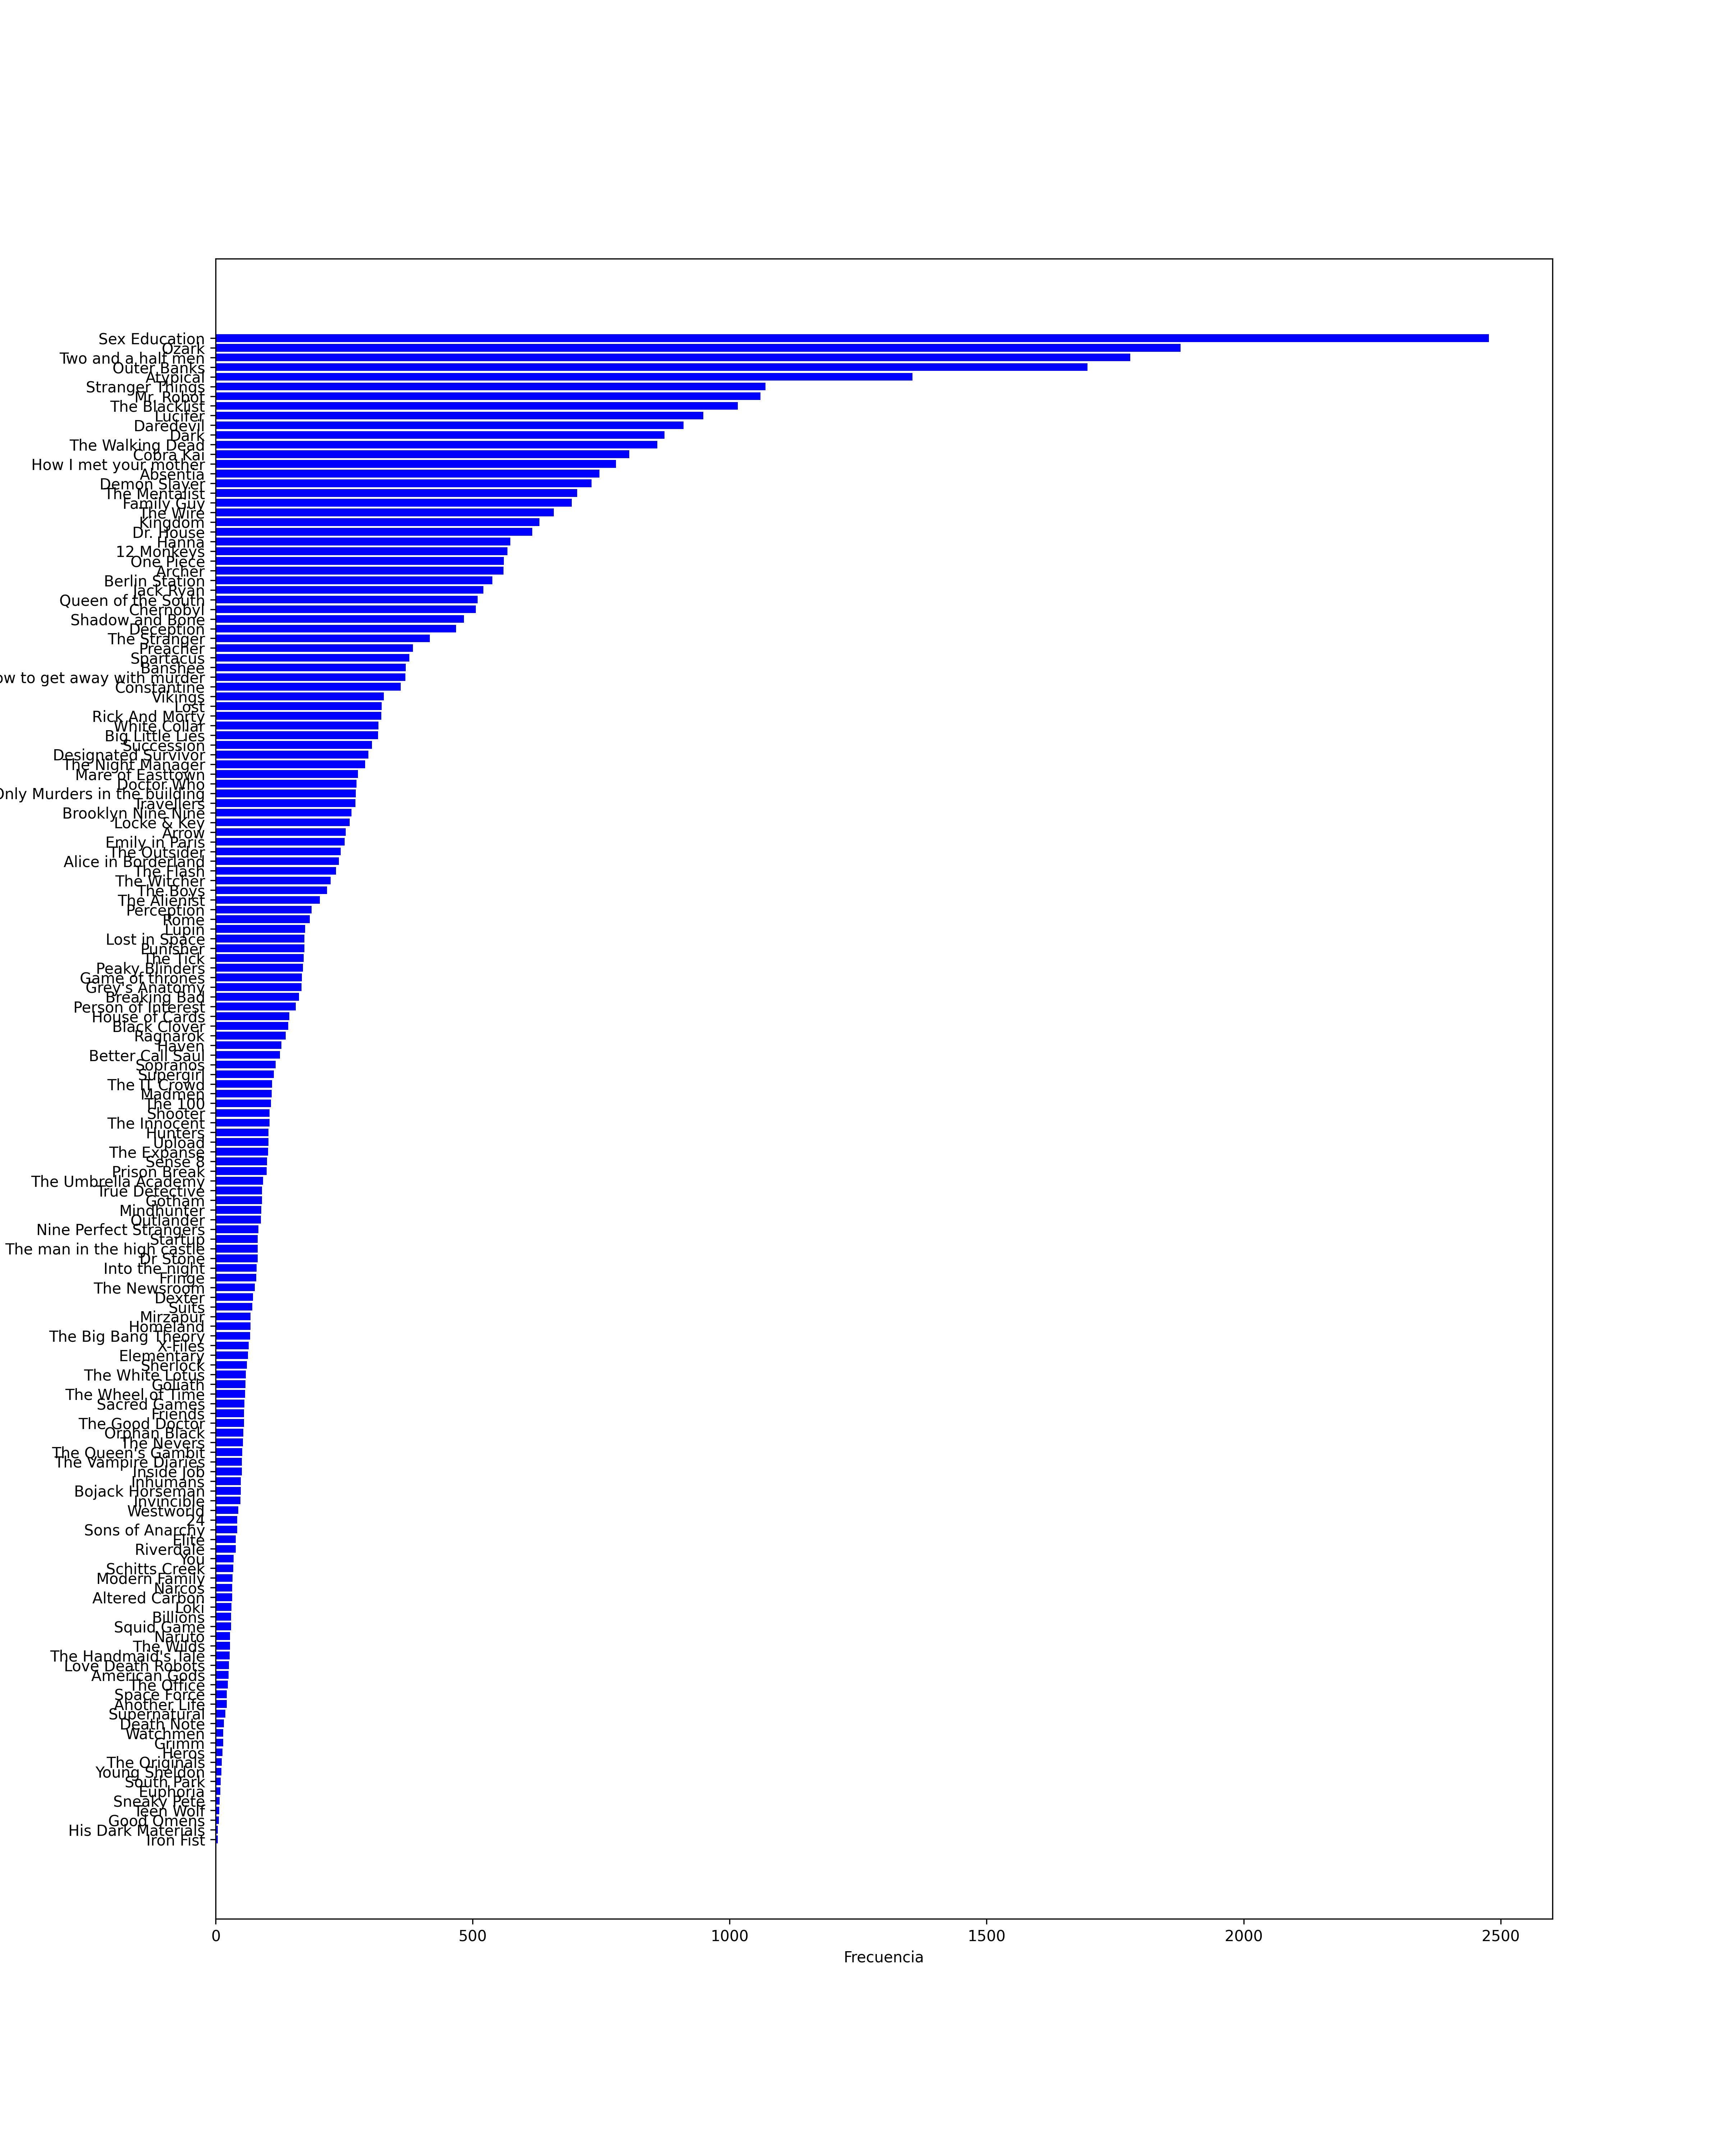 Sex Education
Ozark
Two and a half men
Outer Banks
Atypical
Stranger Things
Mr. Robot
The Blacklist
Lucifer
Daredevil
Dark
The Walking Dead
Cobra Kai
How I met your mother
Absentia
Demon Slayer
The Mentalist
Family Guy
The Wire
Kingdom
Dr. House
Hanna
12 Monkeys
One Piece
Archer
Berlin Station
Jack Ryan
Queen of the South
Chernobyl
Shadow and Bone
Deception
The Stranger
Preacher
Spartacus
Banshee
ow to get away with murder
Constantine
Vikings
Lost
Rick And Morty
White Collar
Big Little Lies
Succession
Designated Survivor
The Night Manager
Mare of Easttown
Doctor Who
Only Murders in the building
Travellers
Brooklyn Nine Nine
Locke & Key
Arrow
Emily in Paris
The Outsider
Alice in Borderland
The Flash
The Witcher
The Boys
The Alienist
Perception
Rome
Lupin
Lost in Space
Punisher
The Tick
Peaky Blinders
Game of thrones
Grey's Anatomy
Breaking Bad
Person of Interest
House of Cards
Black Clover
Ragnarok
Haven
Better Call Saul
Sopranos
Supergirl
The IT Crowd
Madmen
The 100
Shooter
The Innocent
Hunters
Upload
The Expanse
Sense 8
Prison Break
The Umbrella Academy
True Detective
Gotham
Mindhunter
Outlander
Nine Perfect Strangers
Startup
The man in the high castle
Dr Stone
Into the night
Fringe
The Newsroom
Dexter
Suits
Mirzapur
Homeland
The Big Bang Theory
X-Files
Elementary
Sherlock
The White Lotus
Goliath
The Wheel of Time
Sacred Games
Friends
The Good Doctor
Orphan Black
The Nevers
The Queen's Gambit
The Vampire Diaries
Inside Job
Inhumans
Bojack Horseman
Invincible
Westworld
24
Sons of Anarchy
Elite
Riverdale
You
Schitts Creek
Modern Family
Narcos
Altered Carbon
Loki
Billions
Squid Game
Naruto
The Wilds
The Handmaid's Tale
Love Death Robots
American Gods
The Office
Space Force
Another Life
Supernatural
Death Note
Watchmen
Grimm
Heros
The Originals
Young Sheldon
South Park
Euphoria
Sneaky Pete
Teen Wolf
Good Omens
His Dark Materials
Iron Fist
0 500 1000 1500 2000 2500
Frecuencia